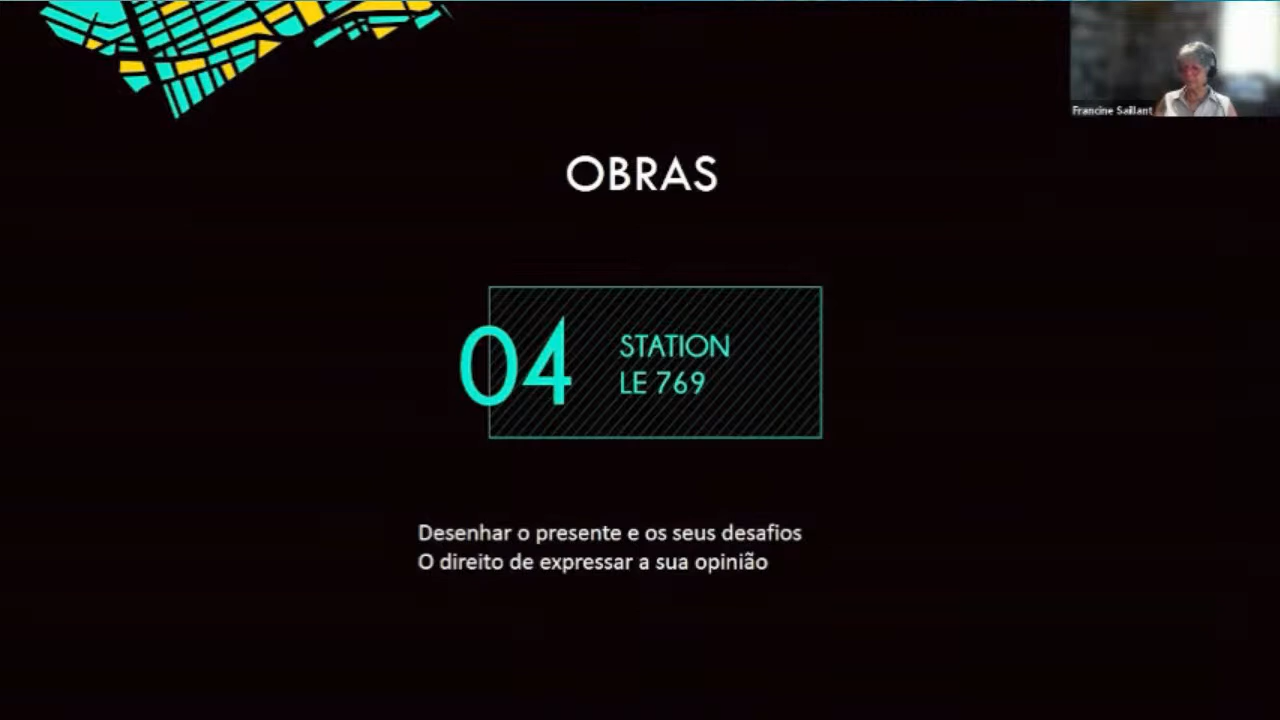 Francine Saillant
OBRAS
04
STATION
LE 769
Desenhar o presente e os seus desafios
O direito de expressar a sua opinião